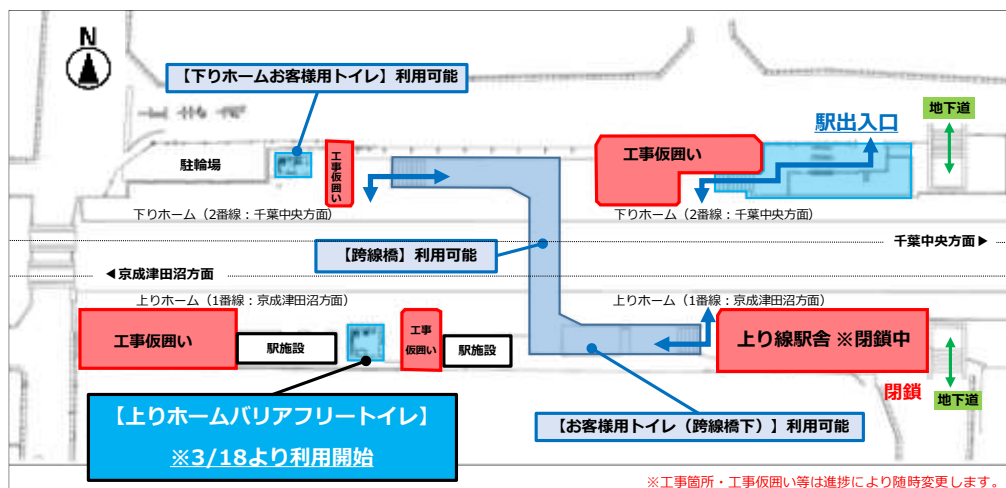 N
【下りホームお客様用トイレ】利用可能
地下道
駅出入口
駐輪場
工事仮囲い
工事仮囲い
下りホーム（2番線：千葉中央方面）
下りホーム（2番線：千葉中央方面）
【跨線橋】利用可能
千葉中央方面▶
◀京成津田沼方面
上りホーム（1番線：京成津田沼方面）
上りホーム（1番線：京成津田沼方面）
工事仮囲い
駅施設
工事
仮囲い
駅施設
上り線駅舎 ※閉鎖中
閉鎖
地下道
【上りホームバリアフリートイレ】
※3/18より利用開始
【お客様用トイレ（跨線橋下）】利用可能
※工事箇所・工事仮囲い等は進捗により随時変更します。